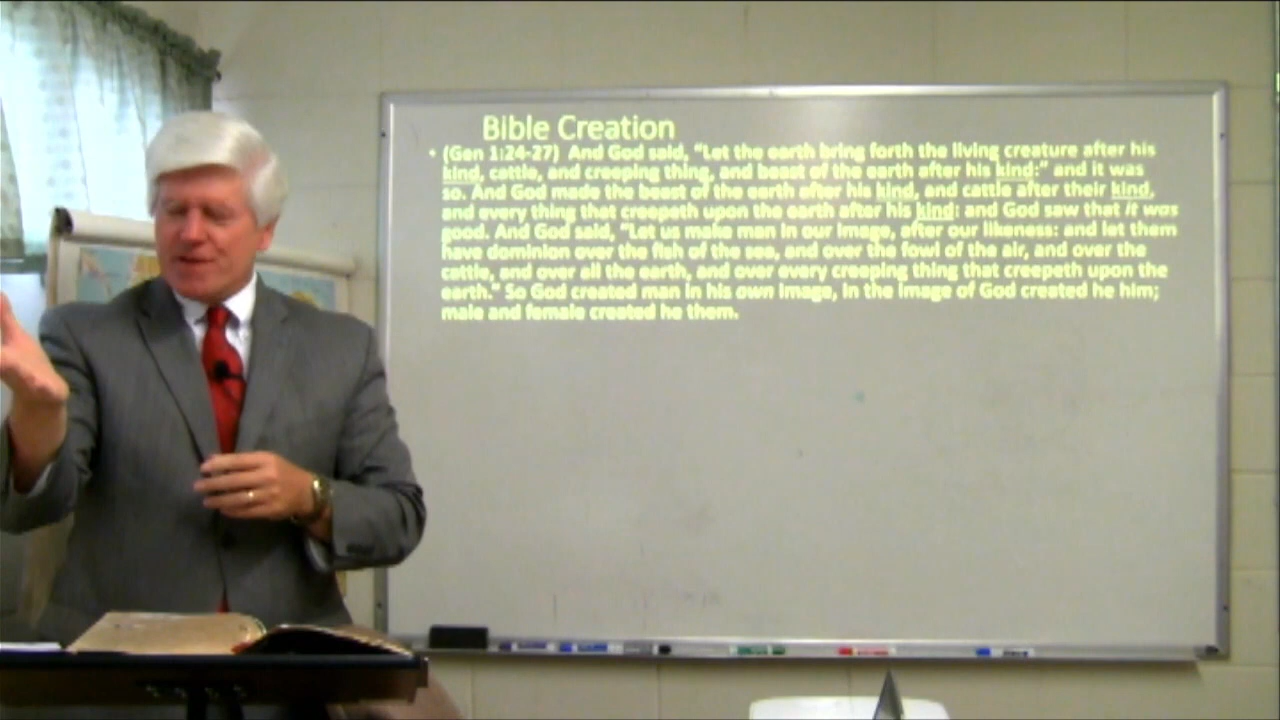 Bible Creation
• (Gen 1:24-27) And God said, “Let the earth bring forth the living creature after his
kind, cattle, and creeping thing, and beast of the earth after his kind:” and it was
so. And God made the beast of the earth after his kind, and cattle after their kind,
and every thing that creepeth upon the earth after his kind: and God saw that it was
good. And God said, “Let us make man in our image, after our likeness: and let them
have dominion over the fish of the sea, and over the fowl of the air, and over the
cattle, and over all the earth, and over every creeping thing that creepeth upon the
earth.” So God created man in his own image, in the image of God created he him;
male and female created he them.